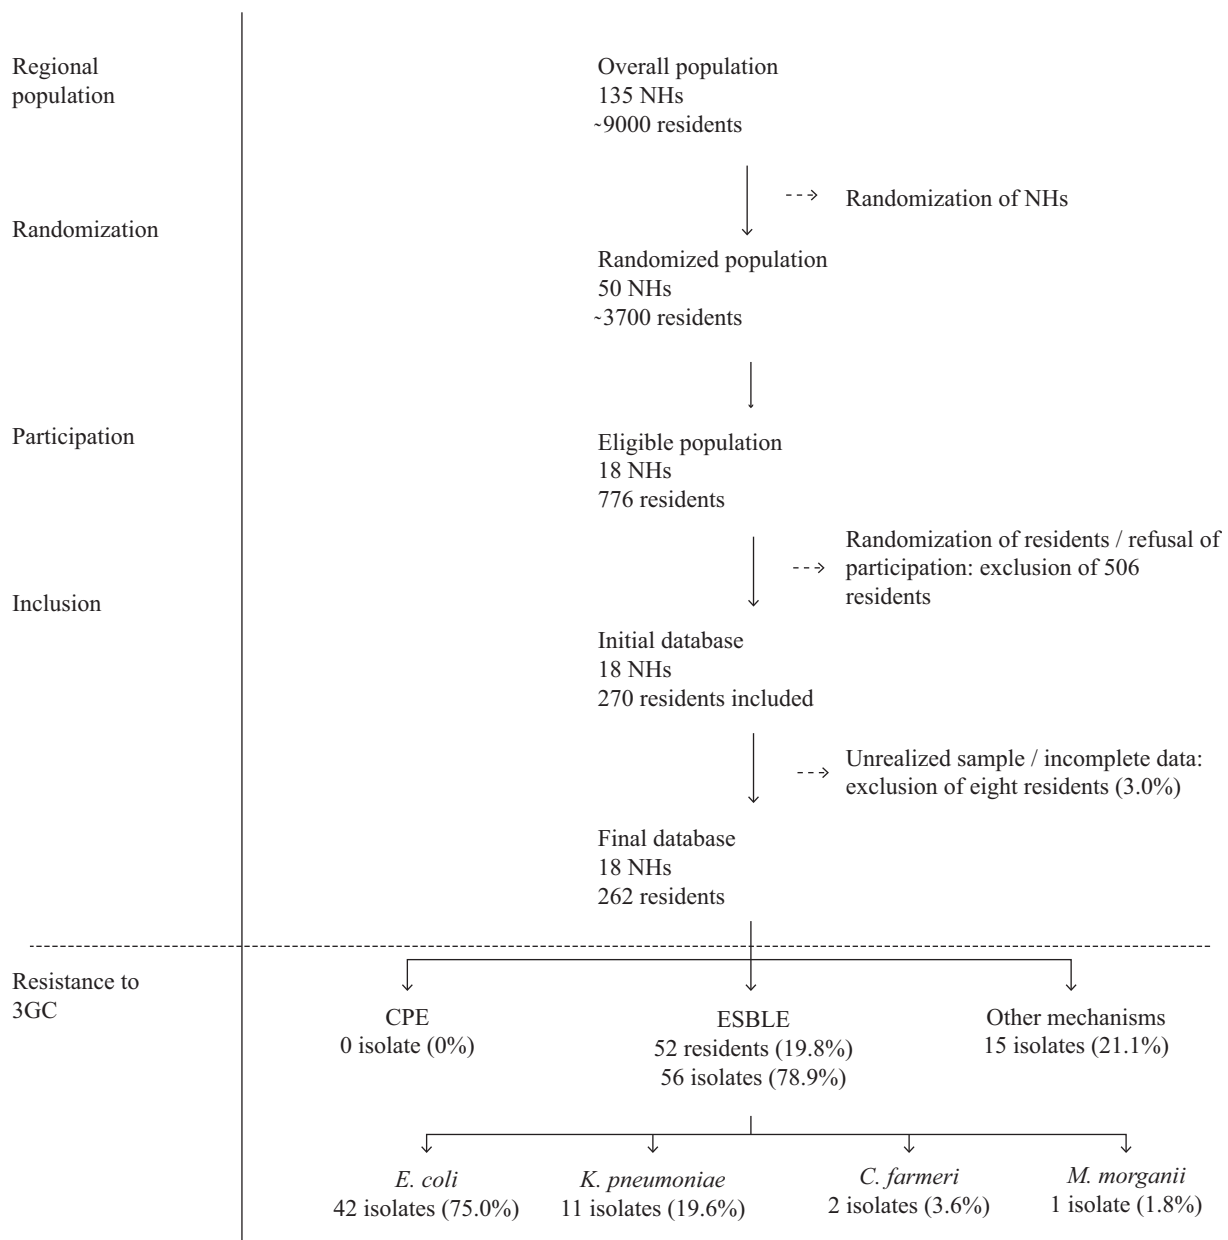 Regional
population
Overall population
135 NHs
~9000 residents
Randomization of NHs
Randomization
Randomized population
50 NHs
~3700 residents
Participation
Eligible population
18 NHs
776 residents
Randomization of residents / refusal of
participation: exclusion of 506
residents
Inclusion
Initial database
18 NHs
270 residents included
Unrealized sample / incomplete data:
exclusion of eight residents (3.0%)
Final database
18 NHs
262 residents
Resistance to
3GC
CPE
0 isolate (0%)
ESBLE
52 residents (19.8%)
56 isolates (78.9%)
Other mechanisms
15 isolates (21.1%)
E. coli
42 isolates (75.0%)
K. pneumoniae
11 isolates (19.6%)
C. farmeri
2 isolates (3.6%)
M. morganii
1 isolate (1.8%)